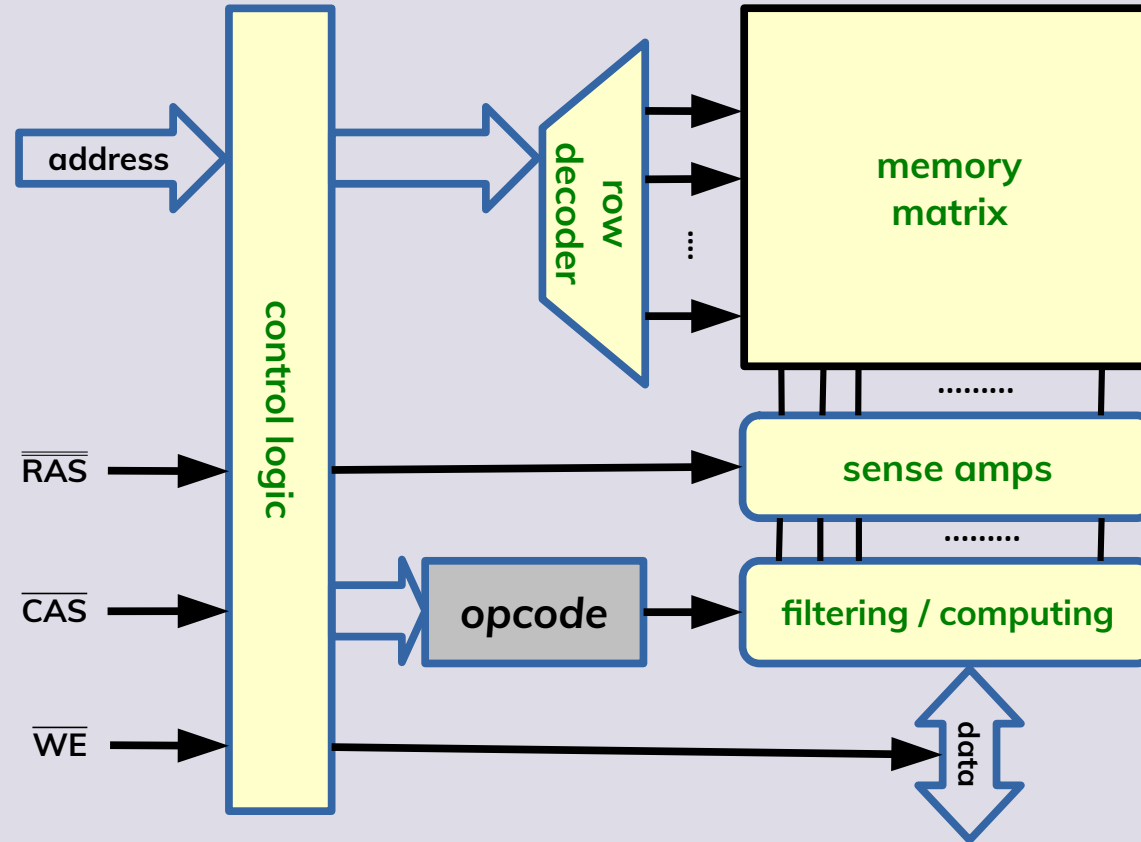 address
control logic
row
decoder
....
memory
matrix
.........
RAS
sense amps
.........
CAS
opcode
filtering / computing
WE
data